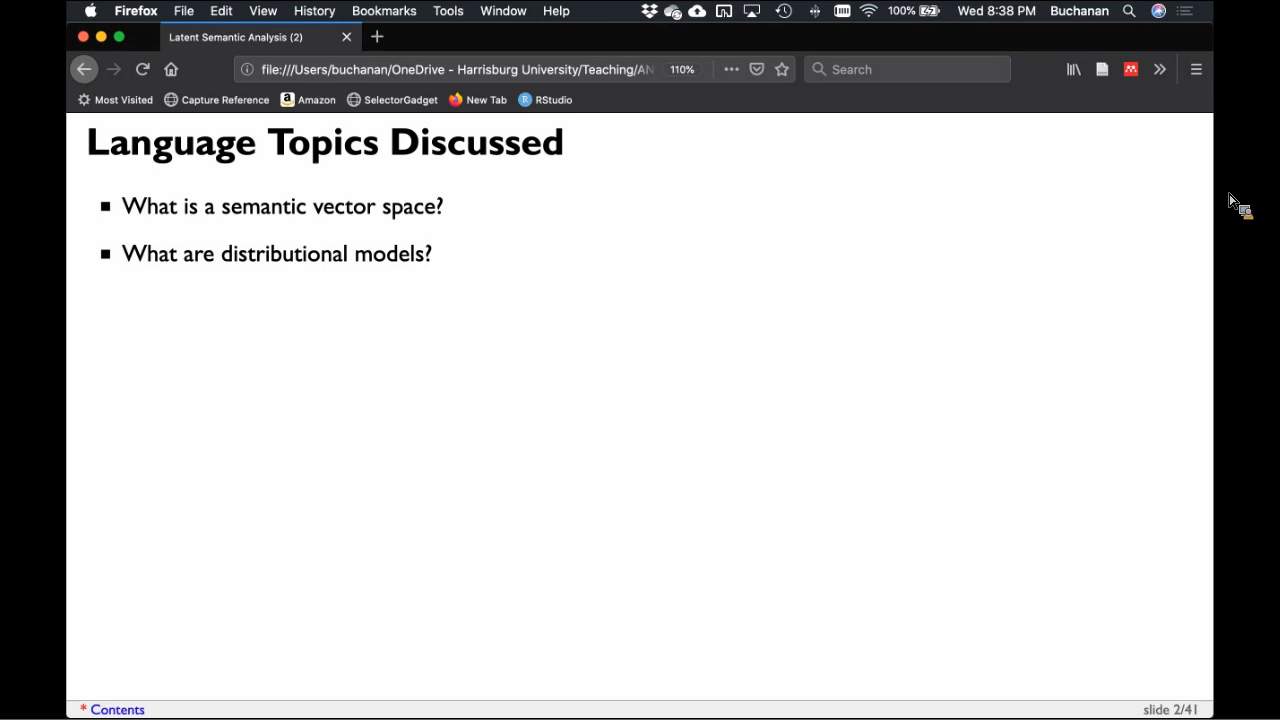 Firefox File Edit View History Bookmarks Tools Window Help 100% Wed 8:38 PM Buchanan
Latent Semantic Analysis (2)
file:///Users/buchanan/OneDrive - Harrisburg University/Teaching/AN 110% Search
Most Visited Capture Reference Amazon SelectorGadget New Tab RStudio
Language Topics Discussed
What is a semantic vector space?
What are distributional models?
* Contents slide 2/41